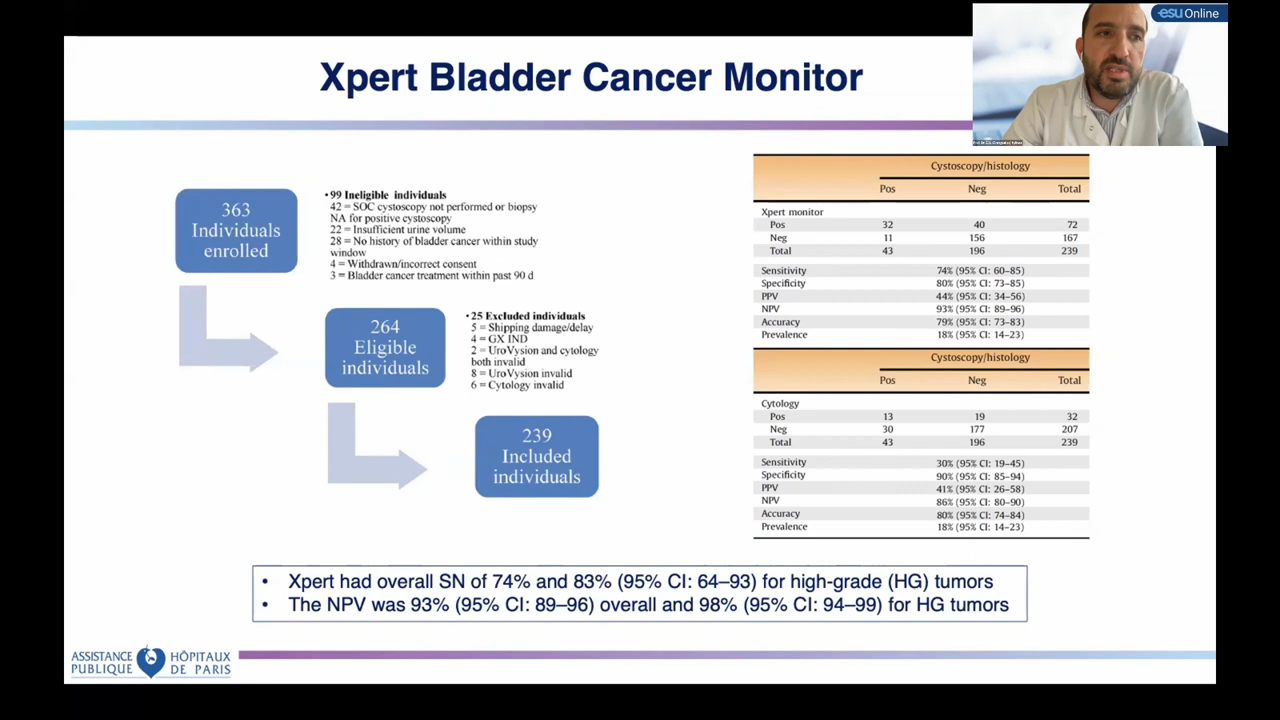 esu Online
Xpert Bladder Cancer Monitor
363
Individuals
enrolled
•99 Ineligible individuals
42 = SOC cystoscopy not performed or biopsy
NA for positive cystoscopy
22 = Insufficient urine volume
28 = No history of bladder cancer within study
window
4 = Withdrawn/incorrect consent
3 = Bladder cancer treatment within past 90 d
264
Eligible
individuals
•25 Excluded individuals
5 = Shipping damage/delay
4 = GX IND
2 = UroVysion and cytology
both invalid
8 = UroVysion invalid
6 = Cytology invalid
239
Included
individuals
Cystoscopy/histology
Pos Neg Total
Xpert monitor
Pos 32 40 72
Neg 11 156 167
Total 43 196 239
Sensitivity 74% (95% CI: 60–85)
Specificity 80% (95% CI: 73–85)
PPV 44% (95% CI: 34–56)
NPV 93% (95% CI: 89–96)
Accuracy 79% (95% CI: 73–83)
Prevalence 18% (95% CI: 14–23)
Cystoscopy/histology
Pos Neg Total
Cytology
Pos 13 19 32
Neg 30 177 207
Total 43 196 239
Sensitivity 30% (95% CI: 19–45)
Specificity 90% (95% CI: 85–94)
PPV 41% (95% CI: 26–58)
NPV 86% (95% CI: 80–90)
Accuracy 80% (95% CI: 74–84)
Prevalence 18% (95% CI: 14–23)
• Xpert had overall SN of 74% and 83% (95% CI: 64–93) for high-grade (HG) tumors
• The NPV was 93% (95% CI: 89–96) overall and 98% (95% CI: 94–99) for HG tumors
ASSISTANCE HÔPITAUX
PUBLIQUE DE PARIS